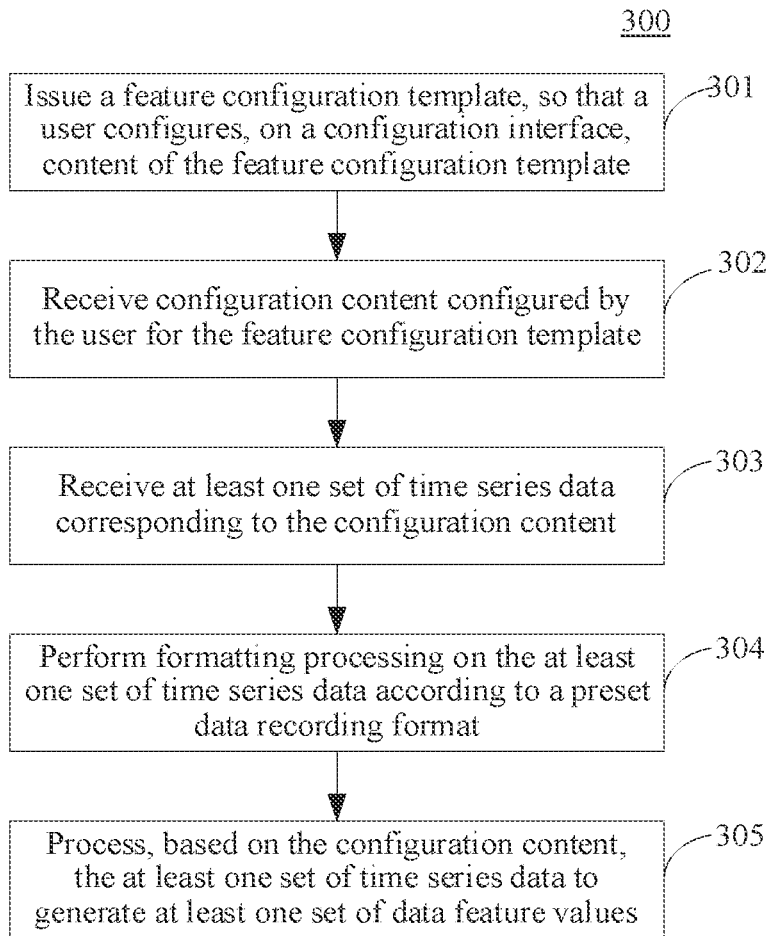 300
Issue a feature configuration template, so that a
user configures, on a configuration interface,
content of the feature configuration template
301
Receive configuration content configured by
the user for the feature configuration template
302
Receive at least one set of time series data
corresponding to the configuration content
303
Perform formatting processing on the at least
one set of time series data according to a preset
data recording format
304
Process, based on the configuration content,
the at least one set of time series data to
generate at least one set of data feature values
305